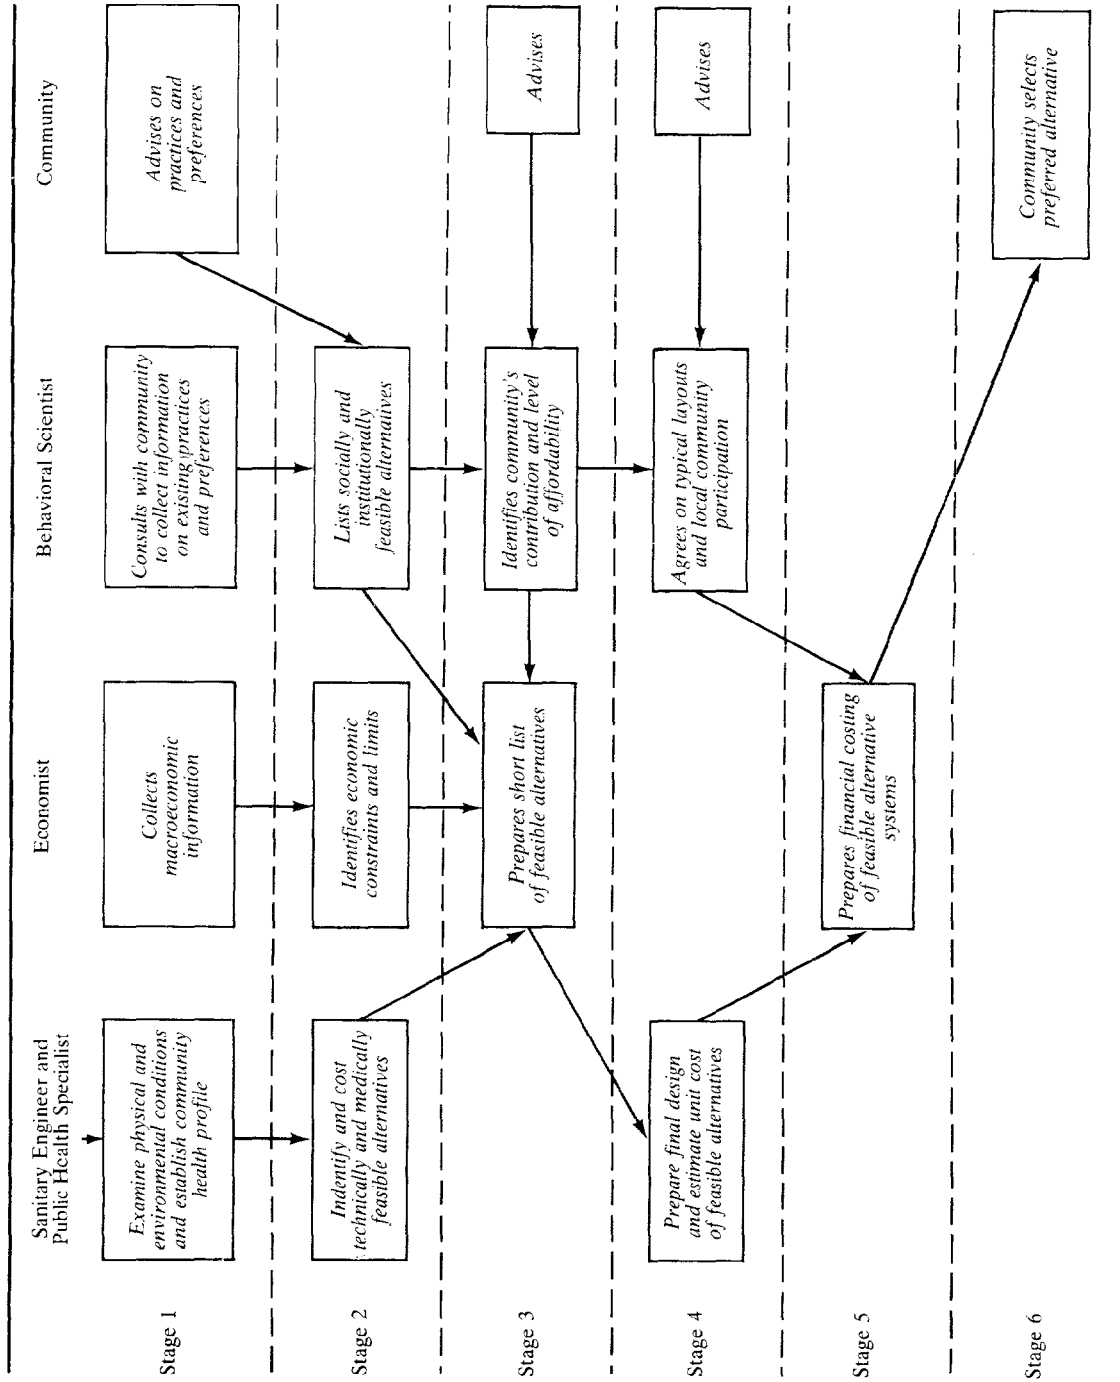 Sanitary Engineer and
Public Health Specialist
Economist
Behavioral Scientist
Community
Stage 1
Examine physical and
environmental conditions
and establish community
health profile
Collects
macroeconomic
information
Consults with community
to collect information
on existing practices
and preferences
Advises on
practices and
preferences
Stage 2
Indentify and cost
technically and medically
feasible alternatives
Identifies economic
constraints and limits
Lists socially and
institutionally
feasible alternatives
Stage 3
Prepares short list
of feasible alternatives
Identifies community's
contribution and level
of affordability
Advises
Stage 4
Prepare final design
and estimate unit cost
of feasible alternatives
Agrees on typical layouts
and local community
participation
Advises
Stage 5
Prepares financial costing
of feasible alternative
systems
Stage 6
Community selects
preferred alternative